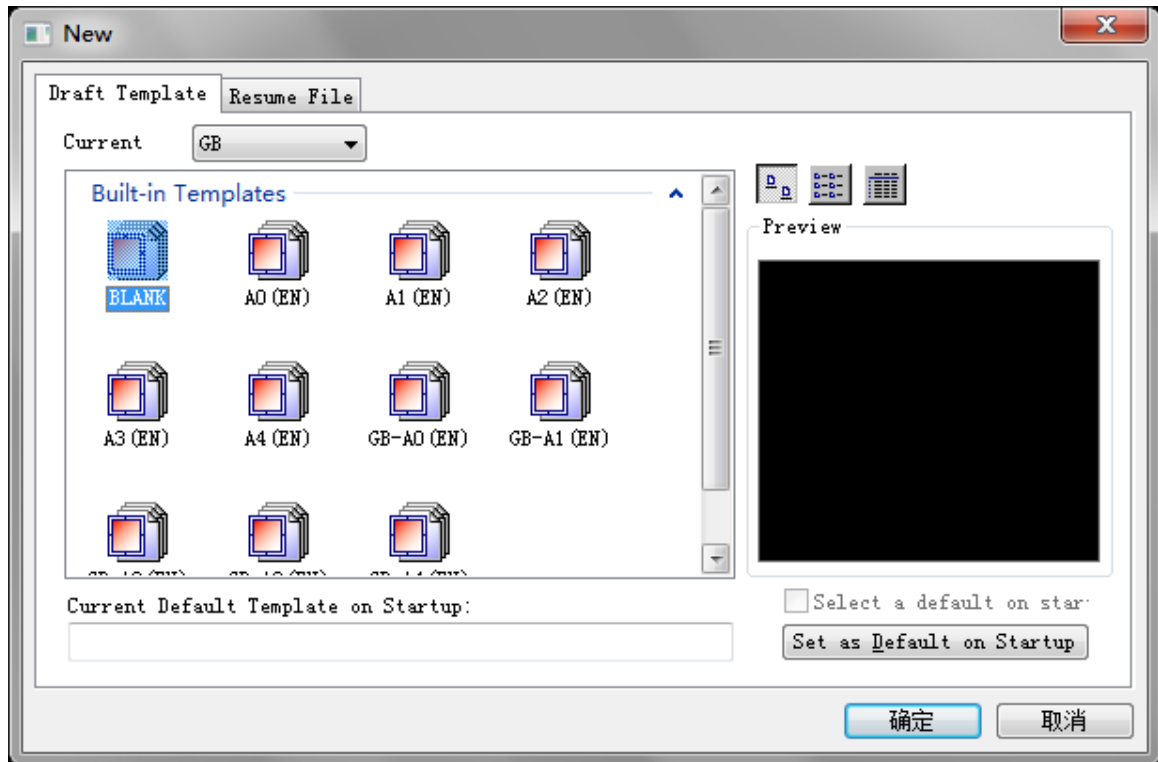 New
Draft Template
Resume File
Current
GB
Built-in Templates
BLANK
A0 (EN)
A1 (EN)
A2 (EN)
Preview
A3 (EN)
A4 (EN)
GB-A0 (EN)
GB-A1 (EN)
Current Default Template on Startup:
Select a default on star
Set as Default on Startup
确定
取消